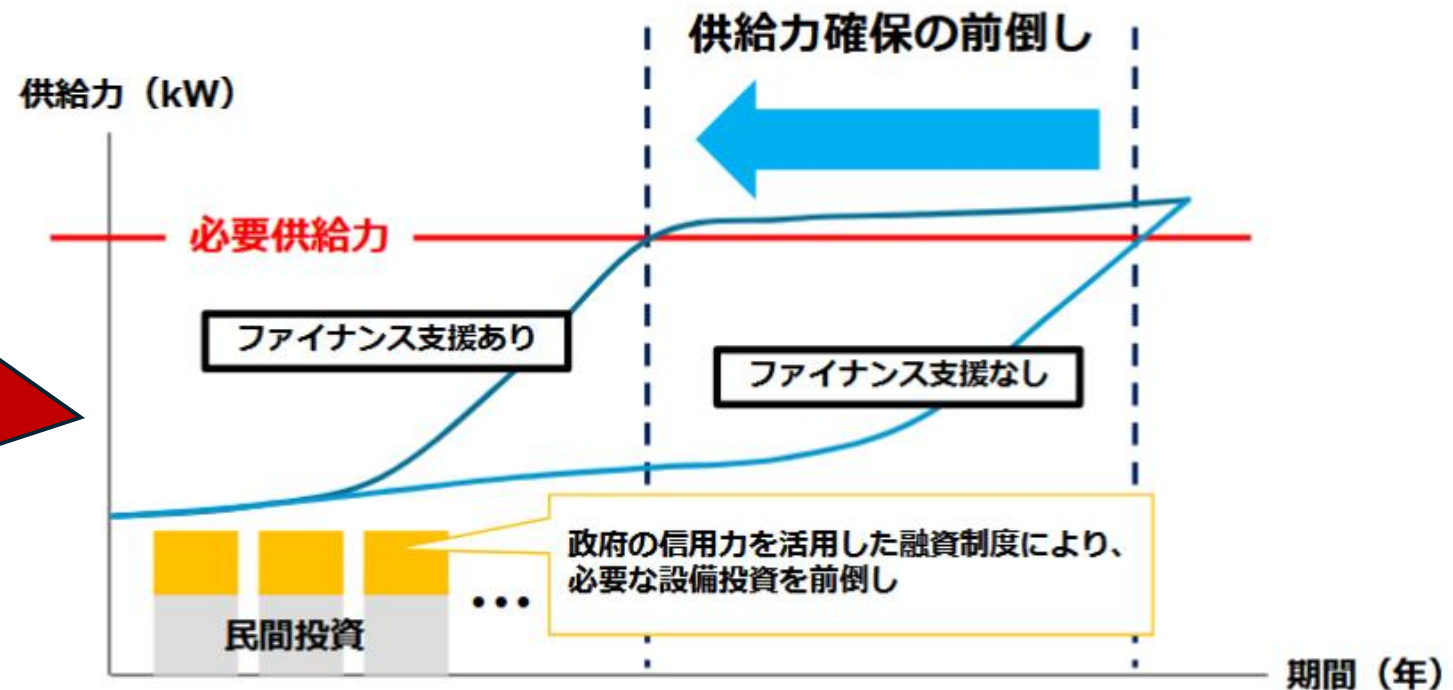 供給力確保の前倒し
供給力（kW）
必要供給力
ファイナンス支援あり
ファイナンス支援なし
政府の信用力を活用した融資制度により、
必要な設備投資を前倒し
•••
民間投資
期間（年）